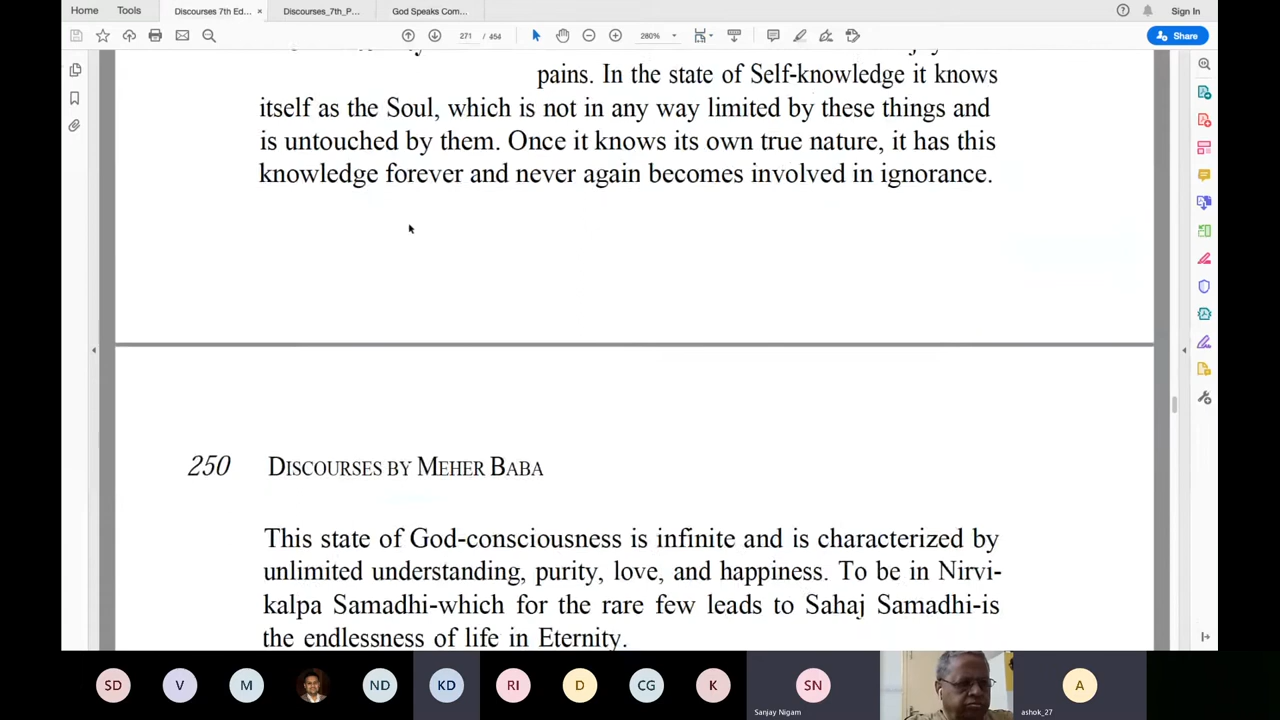 Home
Tools
Discourses 7th Ed...
Discourses_7th_P...
God Speaks Com...
Sign In
271 / 454
280%
Share
pains. In the state of Self-knowledge it knows
itself as the Soul, which is not in any way limited by these things and
is untouched by them. Once it knows its own true nature, it has this
knowledge forever and never again becomes involved in ignorance.
250 DISCOURSES BY MEHER BABA
This state of God-consciousness is infinite and is characterized by
unlimited understanding, purity, love, and happiness. To be in Nirvi-
kalpa Samadhi-which for the rare few leads to Sahaj Samadhi-is
the endlessness of life in Eternity.
SD
V
M
ND
KD
RI
D
CG
K
SN
A
Sanjay Nigam
ashok_27